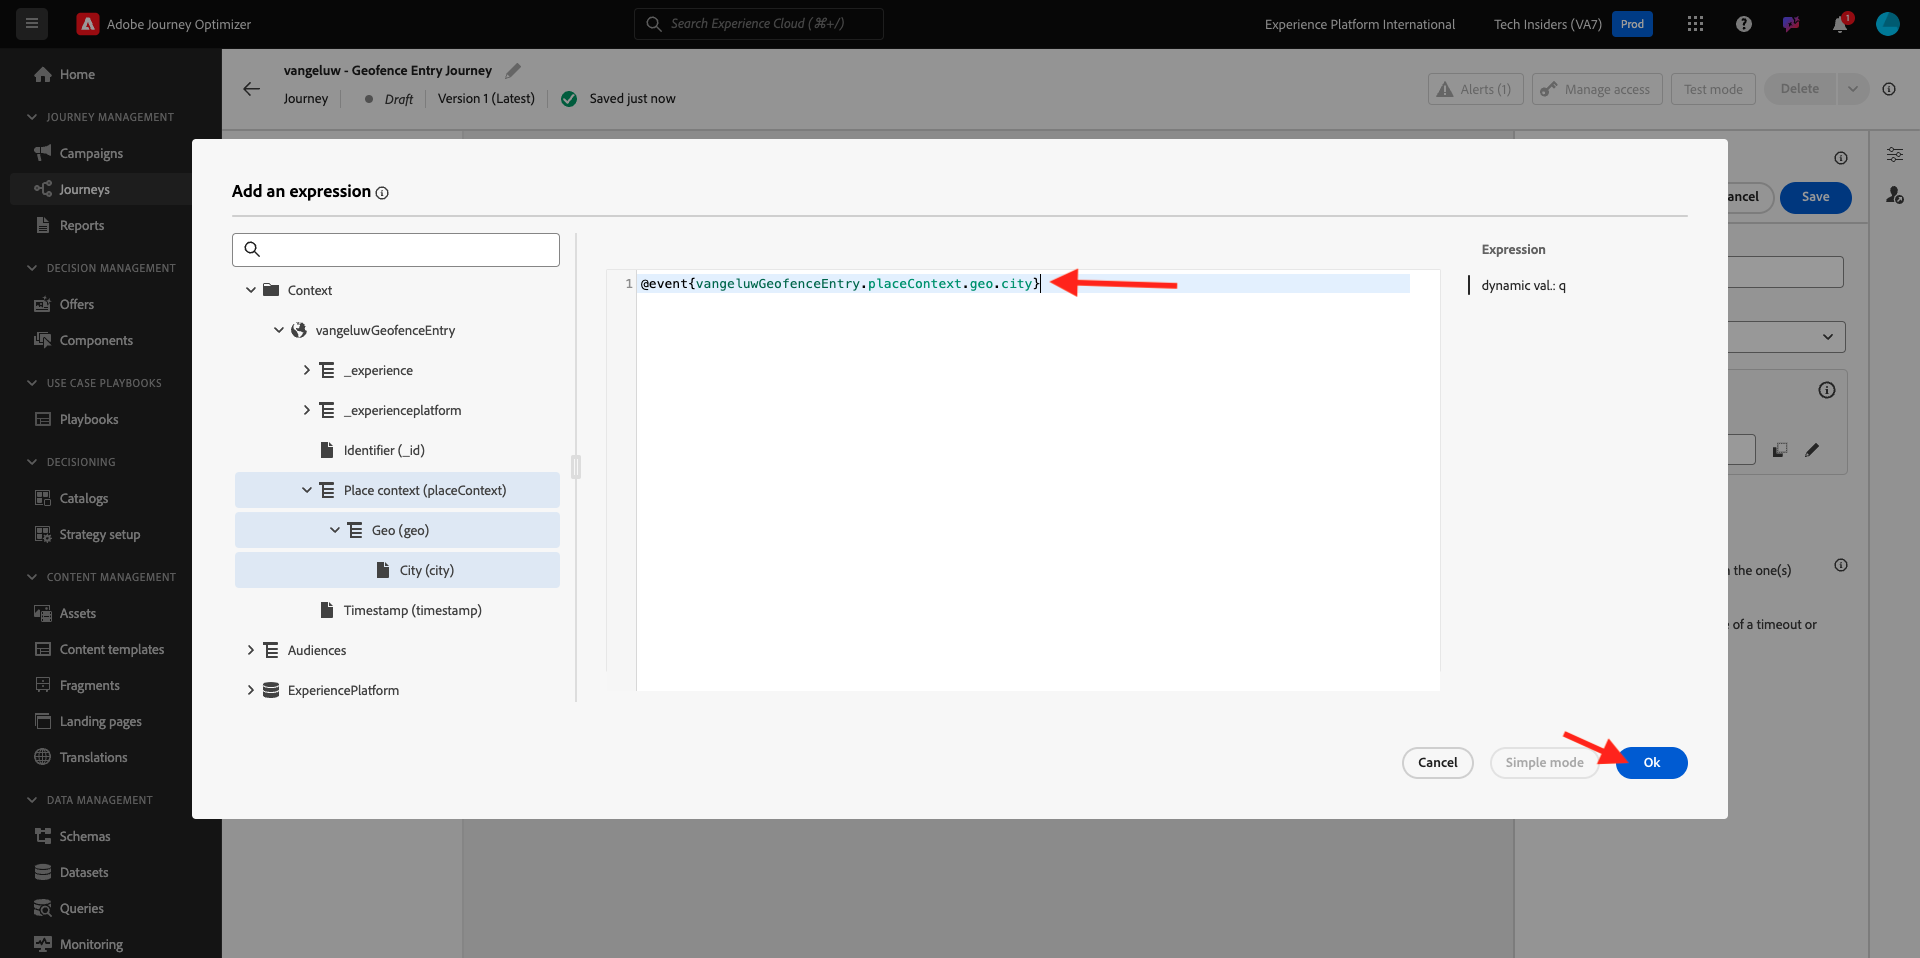 Adobe Journey Optimizer
Search Experience Cloud (⌘+/)
Experience Platform International
Tech Insiders (VA7)
Prod
1
Home
JOURNEY MANAGEMENT
Campaigns
Journeys
Reports
DECISION MANAGEMENT
Offers
Components
USE CASE PLAYBOOKS
Playbooks
DECISIONING
Catalogs
Strategy setup
CONTENT MANAGEMENT
Assets
Content templates
Fragments
Landing pages
Translations
DATA MANAGEMENT
Schemas
Datasets
Queries
Monitoring
vangeluw - Geofence Entry Journey
Journey
Draft
Version 1 (Latest)
Saved just now
Alerts (1)
Manage access
Test mode
Delete
Add an expression
Context
vangeluwGeofenceEntry
_experience
_experienceplatform
Identifier (_id)
Place context (placeContext)
Geo (geo)
City (city)
Timestamp (timestamp)
Audiences
ExperiencePlatform
1 @event{vangeluwGeofenceEntry.placeContext.geo.city}
Expression
dynamic val.: q
Cancel
Simple mode
Ok
ancel
Save
the one(s)
of a timeout or